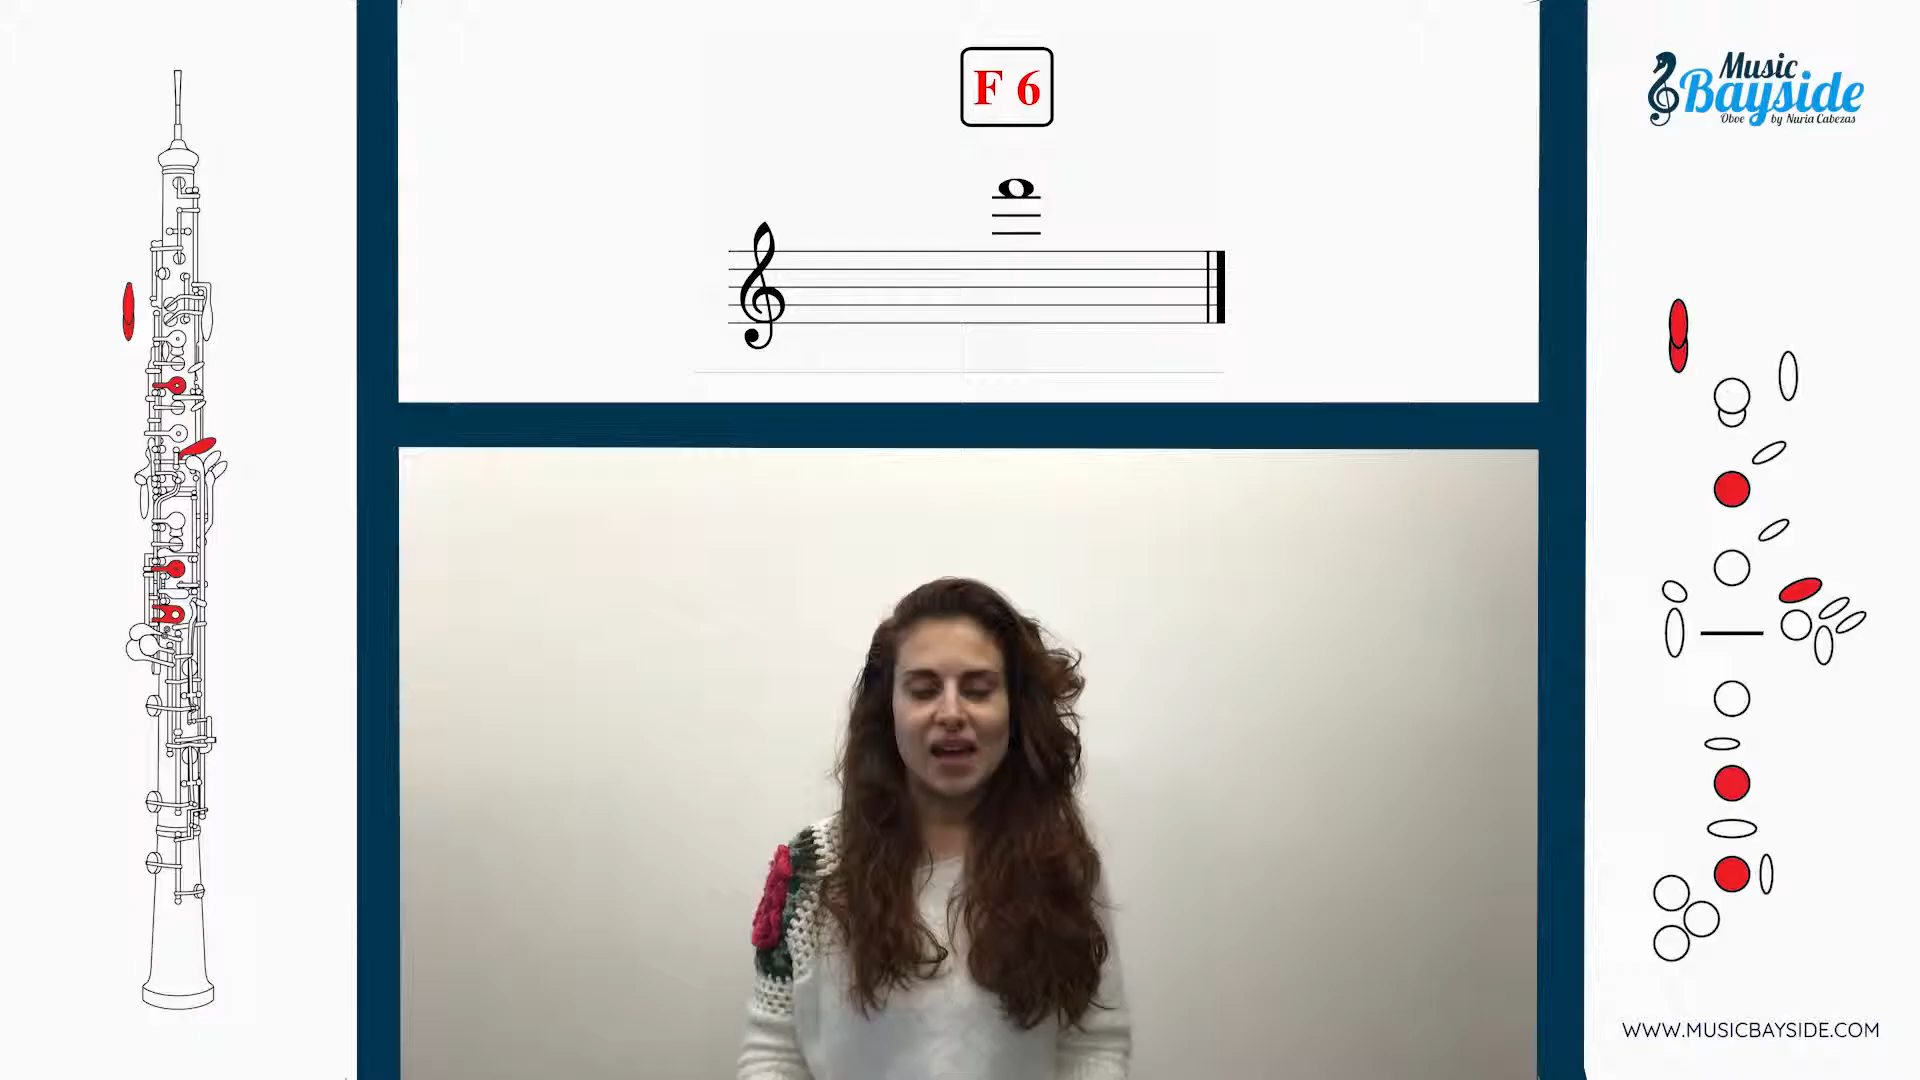 F 6
Music
Bayside
Oboe by Nuria Cabezas
WWW.MUSICBAYSIDE.COM